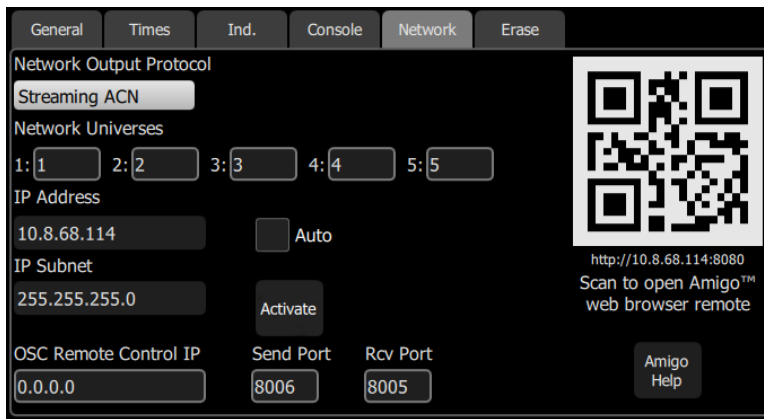 General Times Ind. Console Network Erase
Network Output Protocol
Streaming ACN
Network Universes
1: 1 2: 2 3: 3 4: 4 5: 5
IP Address
10.8.68.114 Auto
IP Subnet
255.255.255.0 Activate
OSC Remote Control IP Send Port Rcv Port
0.0.0.0 8006 8005
http://10.8.68.114:8080
Scan to open Amigo™
web browser remote
Amigo
Help